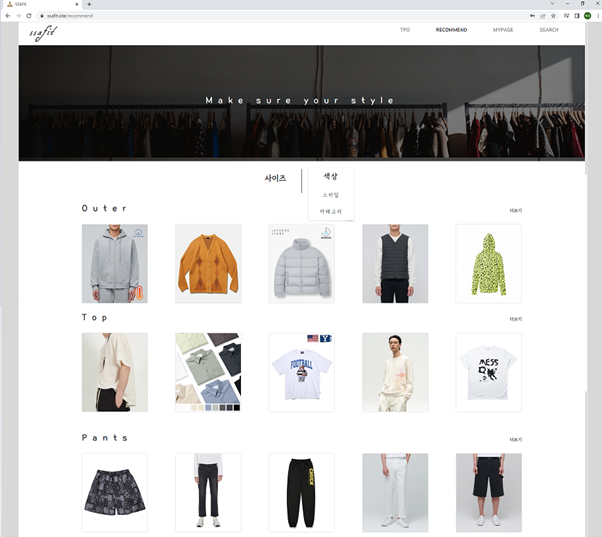 SSAFIT
ssafit.site/recommend
ssafit
TPO RECOMMEND MYPAGE SEARCH
Make sure your style
사이즈
색상
스타일
카테고리
Outer
더보기
Top
더보기
FOOTBALL
MESS
Pants
더보기
CHUCK